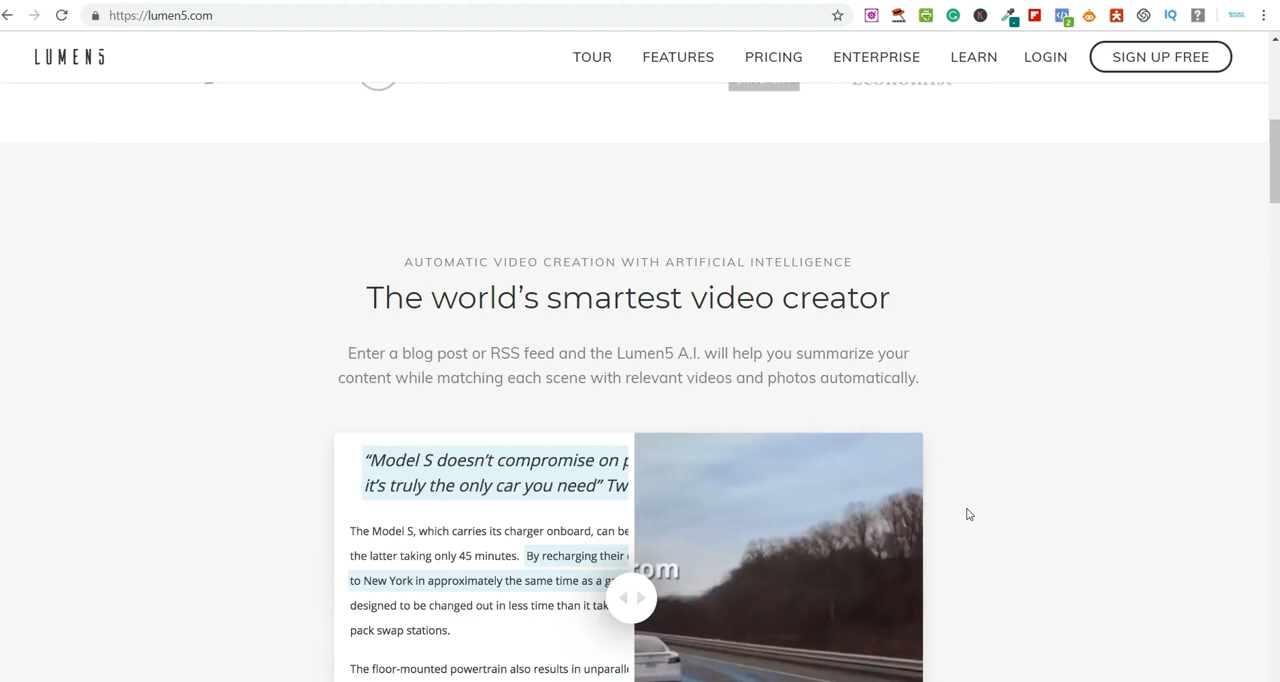 https://lumen5.com
2
IQ
LUMEN5
TOUR FEATURES PRICING ENTERPRISE LEARN LOGIN SIGN UP FREE
AUTOMATIC VIDEO CREATION WITH ARTIFICIAL INTELLIGENCE
The world's smartest video creator
Enter a blog post or RSS feed and the Lumen5 A.I. will help you summarize your
content while matching each scene with relevant videos and photos automatically.
“Model S doesn't compromise on p
it's truly the only car you need” Tw
The Model S, which carries its charger onboard, can be
the latter taking only 45 minutes. By recharging their
to New York in approximately the same time as a g
rom
designed to be changed out in less time than it tak
pack swap stations.
The floor-mounted powertrain also results in unparalle